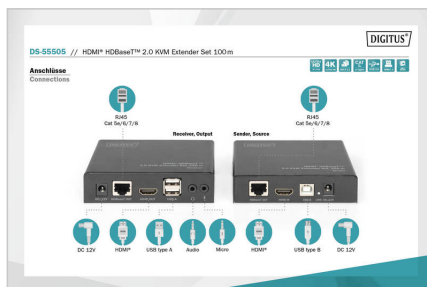 DIGITUS®
DS-55505 // HDMI® HDBaseT™ 2.0 KVM Extender Set 100 m
HD
4K
Anschlüsse
Connections
RJ45
Cat 5e/6/7/8
RJ45
Cat 5e/6/7/8
Receiver, Output
Sender, Source
DC 12V
HDMI®
USB type A
Audio
Micro
HDMI®
USB type B
DC 12V